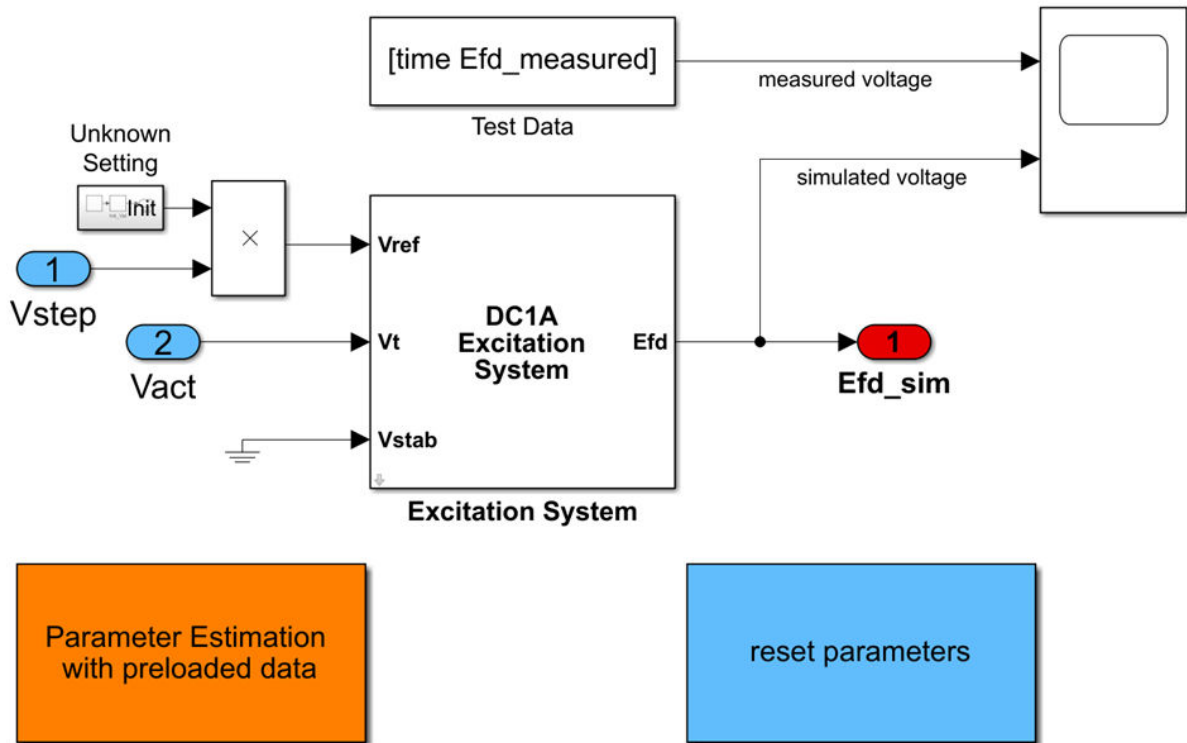 [time Efd_measured]
measured voltage
Test Data
Unknown
Setting
Init
simulated voltage
×
1
Vstep
Vref
DC1A
Excitation
System
2
Vact
Vt
Efd
1
Efd_sim
Vstab
Excitation System
Parameter Estimation
with preloaded data
reset parameters